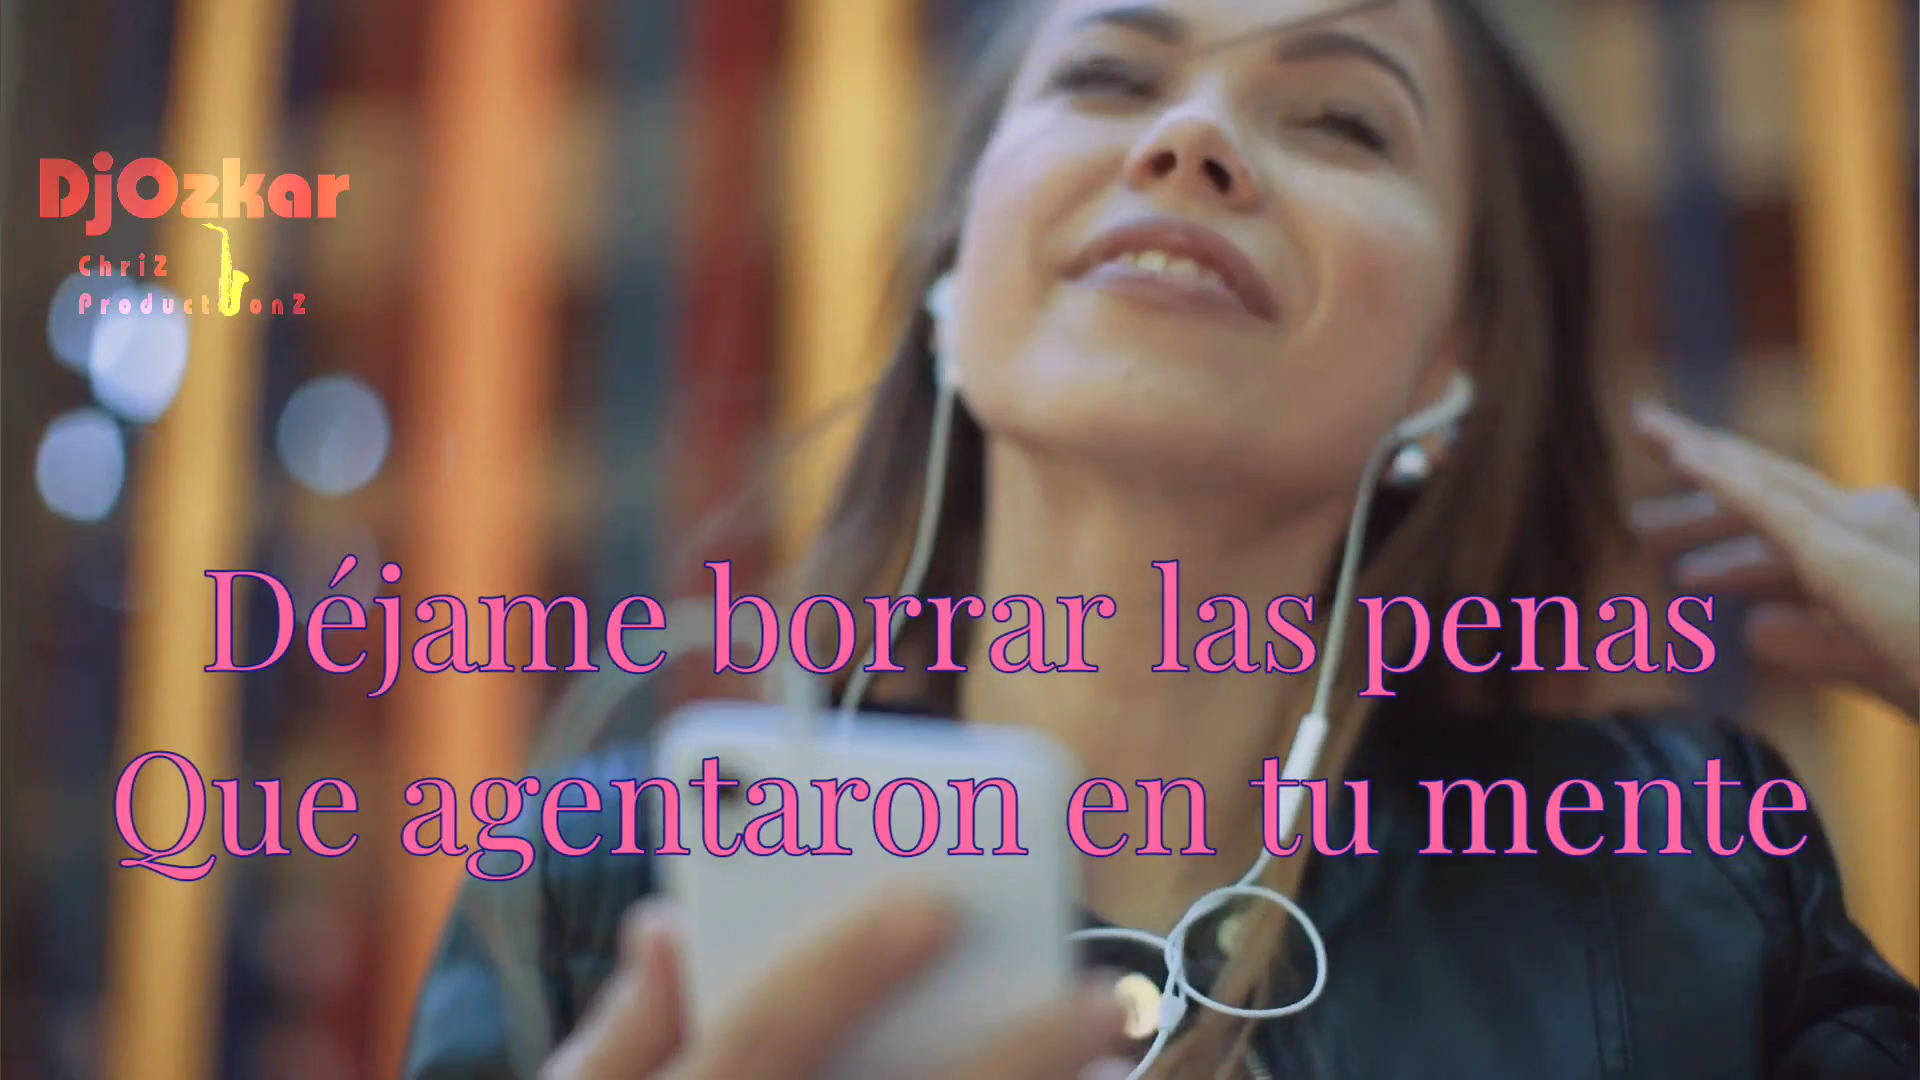 DjOzkar
ChriZ
ProductionZ
Déjame borrar las penas
Que agentaron en tu mente